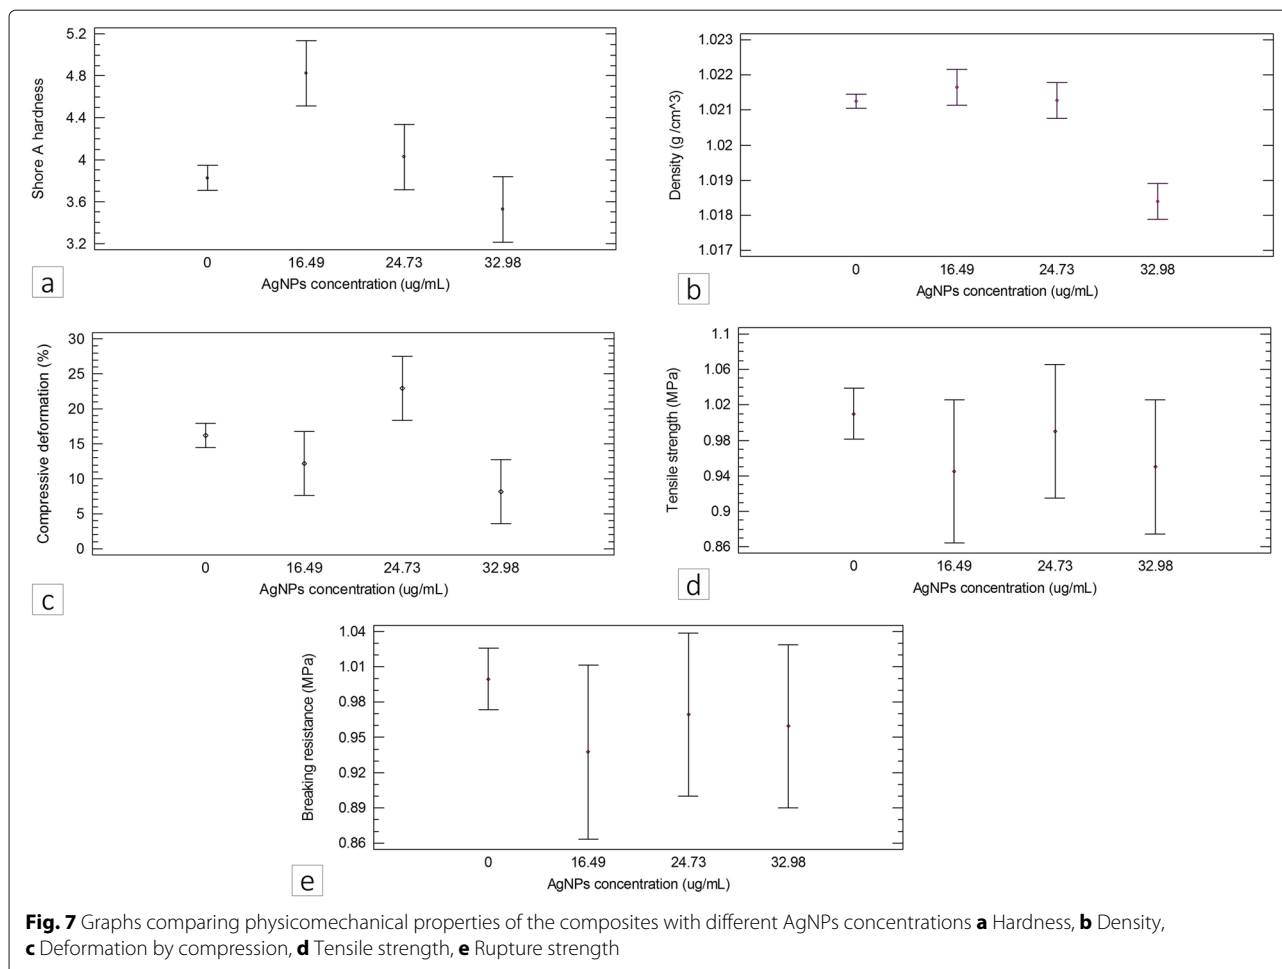 5.2
4.8
4.4
4
3.6
3.2
Shore A hardness
0 16.49 24.73 32.98
AgNPs concentration (ug/mL)
a
1.023
1.022
1.021
1.02
1.019
1.018
1.017
Density (g /cm^3)
0 16.49 24.73 32.98
AgNPs concentration (ug/mL)
b
30
25
20
15
10
5
0
Compressive deformation (%)
0 16.49 24.73 32.98
AgNPs concentration (ug/mL)
c
1.1
1.06
1.02
0.98
0.94
0.9
0.86
Tensile strength (MPa)
0 16.49 24.73 32.98
AgNPs concentration (ug/mL)
d
1.04
1.01
0.98
0.95
0.92
0.89
0.86
Breaking resistance (MPa)
0 16.49 24.73 32.98
AgNPs concentration (ug/mL)
e
Fig. 7 Graphs comparing physicomechanical properties of the composites with different AgNPs concentrations a Hardness, b Density,
c Deformation by compression, d Tensile strength, e Rupture strength